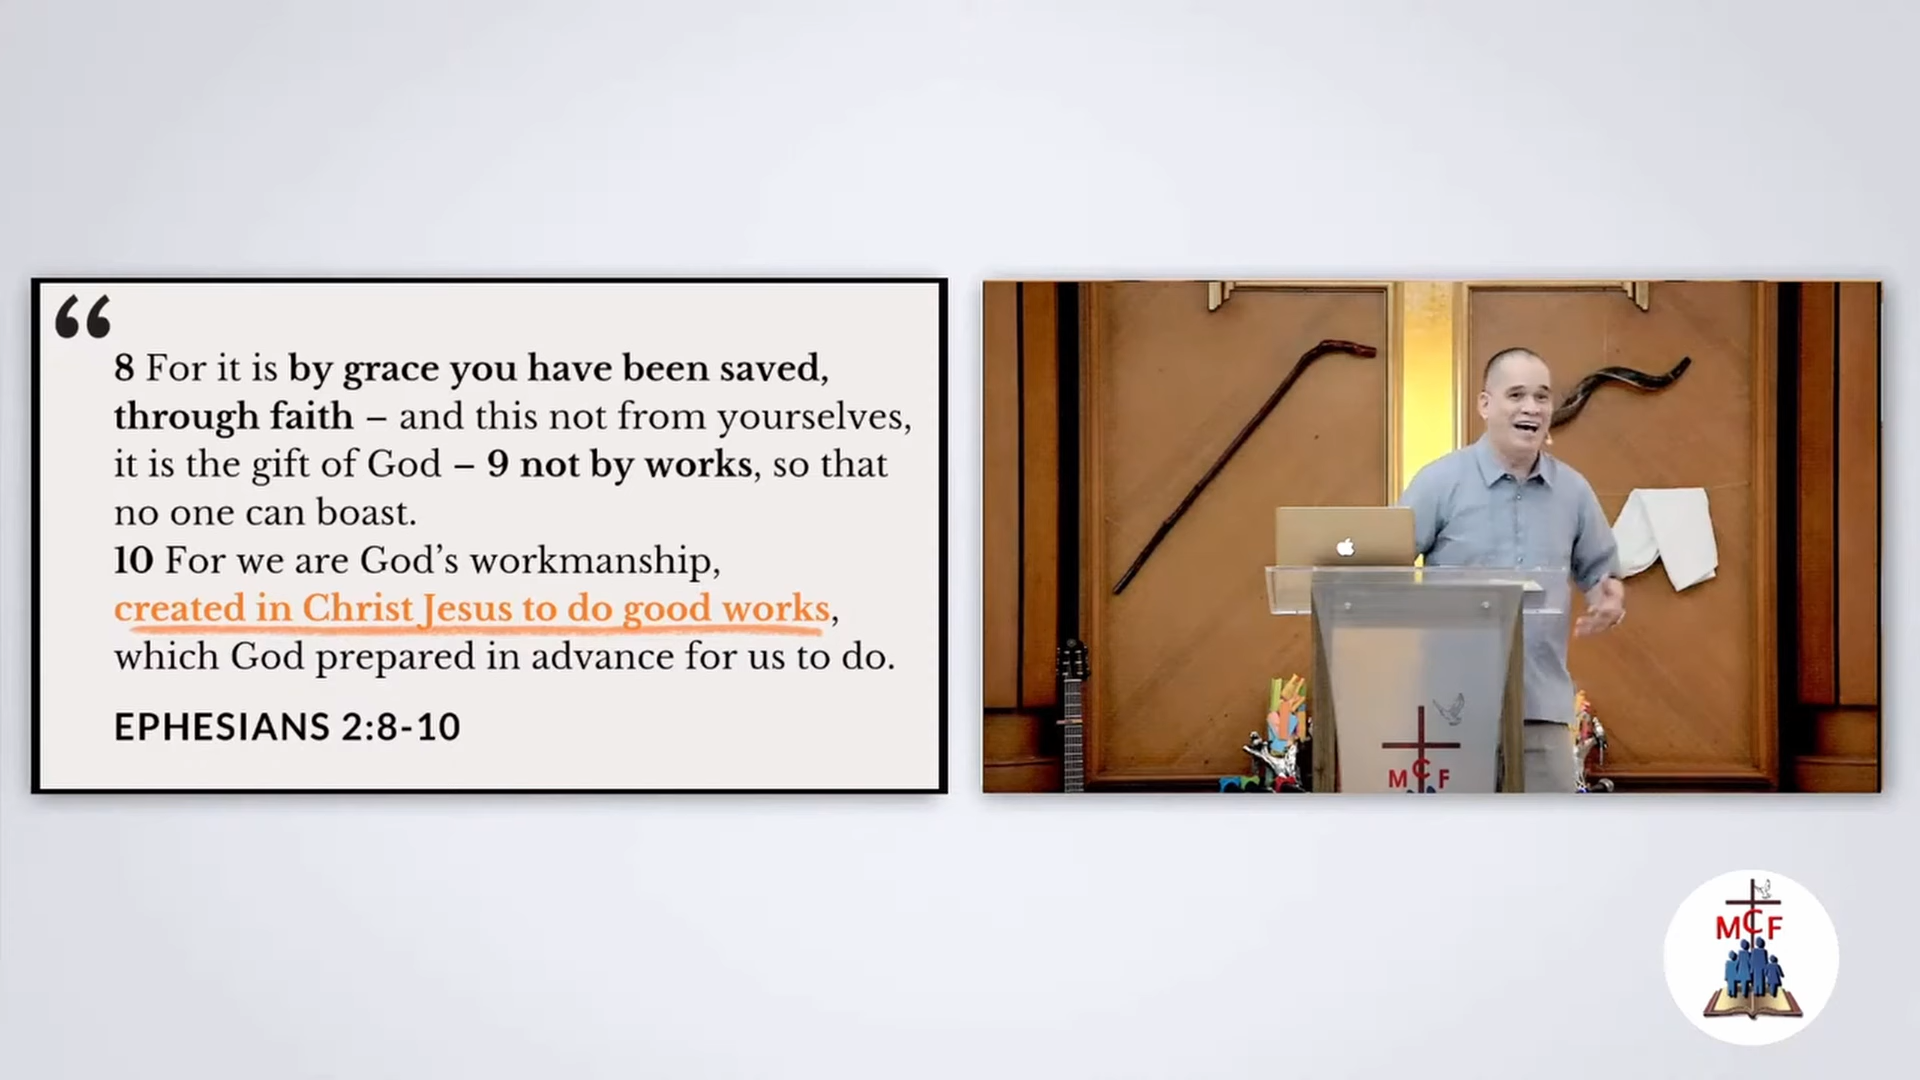 “
8 For it is by grace you have been saved,
through faith – and this not from yourselves,
it is the gift of God – 9 not by works, so that
no one can boast.
10 For we are God’s workmanship,
created in Christ Jesus to do good works,
which God prepared in advance for us to do.
EPHESIANS 2:8-10
MCF
MCF